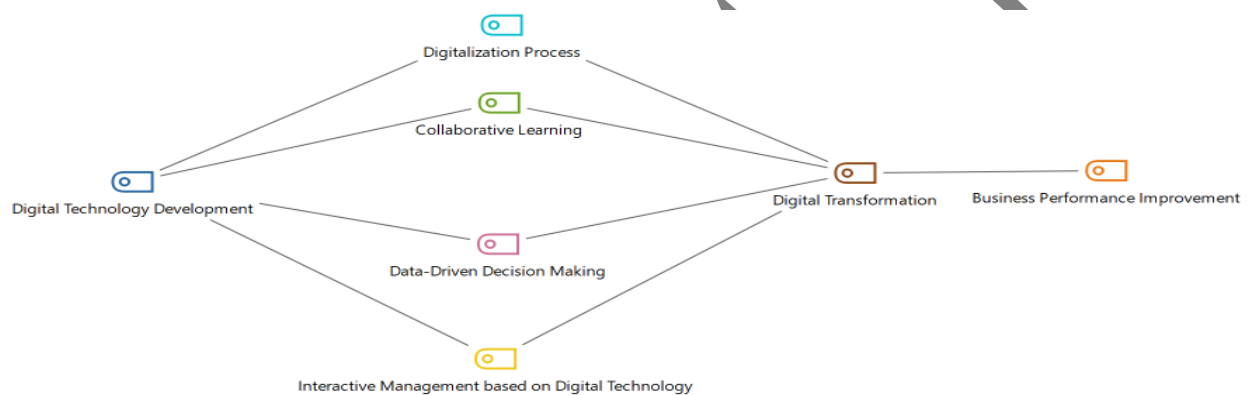 Digitalization Process
Collaborative Learning
Digital Technology Development
Digital Transformation
Business Performance Improvement
Data-Driven Decision Making
Interactive Management based on Digital Technology